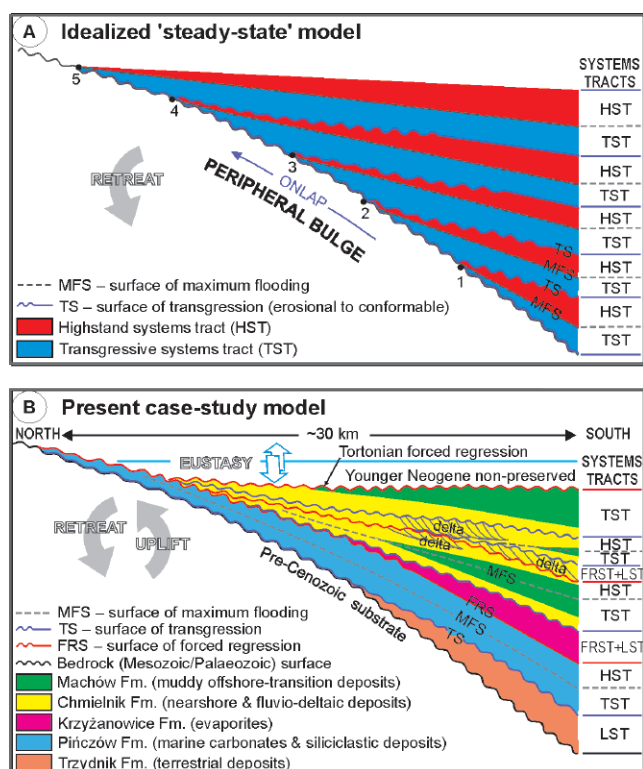 A Idealized 'steady-state' model
SYSTEMS
TRACTS
5
HST
4
TST
RETREAT
ONLAP
PERIPHERAL BULGE
3
HST
TST
2
HST
TS
TST
MFS
HST
1
TS
TST
MFS
HST
TST
MFS – surface of maximum flooding
TS – surface of transgression (erosional to conformable)
Highstand systems tract (HST)
Transgressive systems tract (TST)
B Present case-study model
NORTH
~30 km
SOUTH
EUSTASY
Tortonian forced regression
Younger Neogene non-preserved
SYSTEMS
TRACTS
RETREAT
UPLIFT
TST
delta
delta
delta
HST
TST
FRST+LST
HST
MFS
TST
Pre-Cenozoic substrate
FRS
MFS
TS
FRST+LST
HST
TST
LST
MFS – surface of maximum flooding
TS – surface of transgression
FRS – surface of forced regression
Bedrock (Mesozoic/Palaeozoic) surface
Machów Fm. (muddy offshore-transition deposits)
Chmielnik Fm. (nearshore & fluvio-deltaic deposits)
Krzyżanowice Fm. (evaporites)
Pińczów Fm. (marine carbonates & siliciclastic deposits)
Trzydnik Fm. (terrestrial deposits)